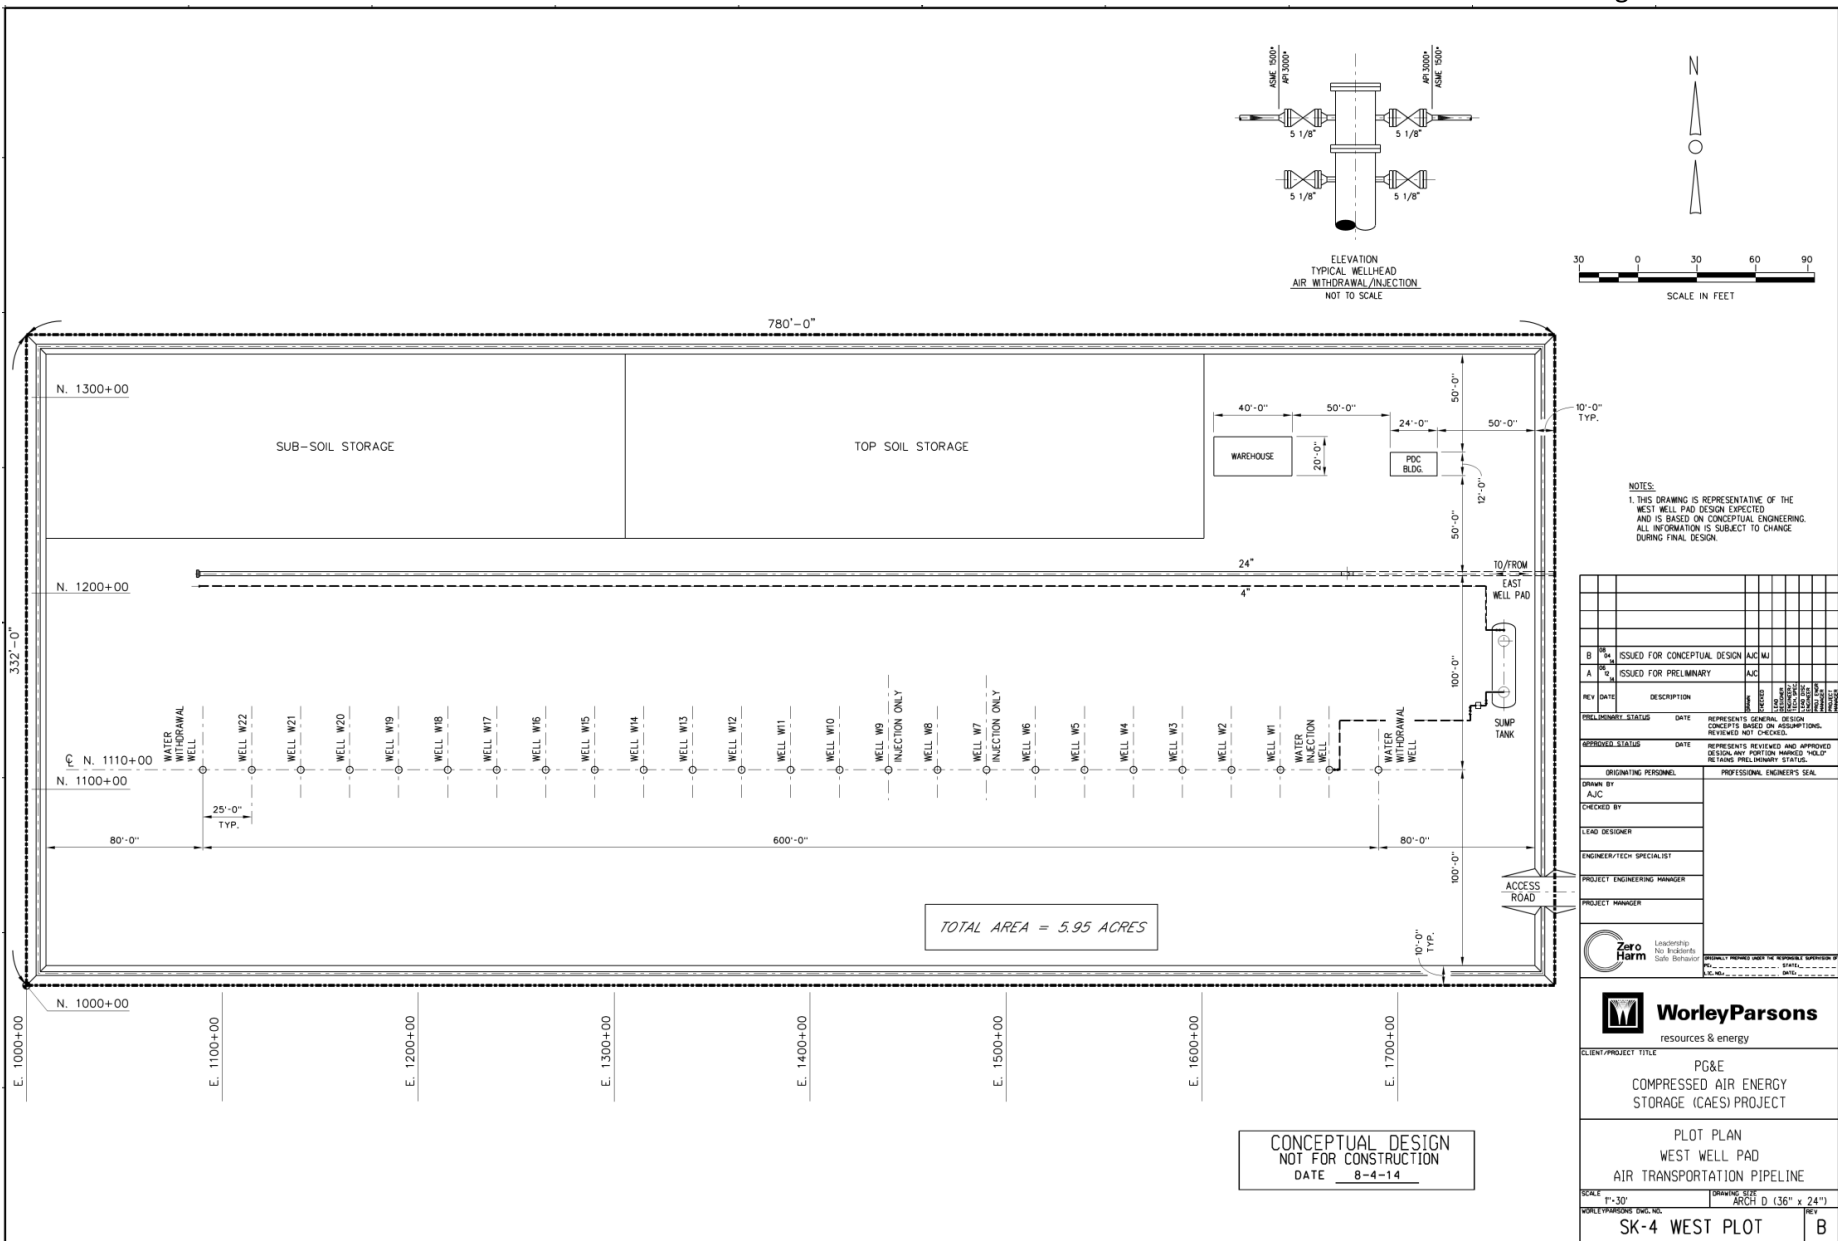 ASME 1500#
API 3000#
API 3000#
ASME 1500#
5 1/8"
5 1/8"
5 1/8"
5 1/8"
ELEVATION
TYPICAL WELLHEAD
AIR WITHDRAWAL/INJECTION
NOT TO SCALE
N
30 0 30 60 90
SCALE IN FEET
780'-0"
332'-0"
N. 1300+00
SUB-SOIL STORAGE
TOP SOIL STORAGE
40'-0"
50'-0"
24'-0"
50'-0"
50'-0"
10'-0"
TYP.
WAREHOUSE
20'-0"
PDC
BLDG.
12'-0"
50'-0"
NOTES:
1. THIS DRAWING IS REPRESENTATIVE OF THE
WEST WELL PAD DESIGN EXPECTED
AND IS BASED ON CONCEPTUAL ENGINEERING.
ALL INFORMATION IS SUBJECT TO CHANGE
DURING FINAL DESIGN.
24"
4"
TO/FROM
EAST
WELL PAD
N. 1200+00
100'-0"
SUMP
TANK
WATER
WITHDRAWAL
WELL
WELL W22
WELL W21
WELL W20
WELL W19
WELL W18
WELL W17
WELL W16
WELL W15
WELL W14
WELL W13
WELL W12
WELL W11
WELL W10
WELL W9
INJECTION ONLY
WELL W8
WELL W7
INJECTION ONLY
WELL W6
WELL W5
WELL W4
WELL W3
WELL W2
WELL W1
WATER
INJECTION
WELL
WATER
WITHDRAWAL
WELL
N. 1110+00
N. 1100+00
25'-0"
TYP.
80'-0"
600'-0"
80'-0"
100'-0"
ACCESS
ROAD
TOTAL AREA = 5.95 ACRES
10'-0"
TYP.
N. 1000+00
E. 1000+00
E. 1100+00
E. 1200+00
E. 1300+00
E. 1400+00
E. 1500+00
E. 1600+00
E. 1700+00
CONCEPTUAL DESIGN
NOT FOR CONSTRUCTION
DATE 8-4-14
B ISSUED FOR CONCEPTUAL DESIGN AJC MJ
A ISSUED FOR PRELIMINARY AJC
REV DATE DESCRIPTION
PRELIMINARY STATUS DATE
REPRESENTS GENERAL DESIGN
CONCEPTS BASED ON ASSUMPTIONS.
REVIEWED NOT CHECKED.
APPROVED STATUS DATE
REPRESENTS REVIEWED AND APPROVED
DESIGN. ANY PORTION MARKED "HOLD"
RETAINS PRELIMINARY STATUS.
ORIGINATING PERSONNEL
PROFESSIONAL ENGINEER'S SEAL
DRAWN BY
AJC
CHECKED BY
LEAD DESIGNER
ENGINEER/TECH SPECIALIST
PROJECT ENGINEERING MANAGER
PROJECT MANAGER
Zero
Harm
Leadership
No Incidents
Safe Behavior
ORIGINALLY PREPARED UNDER THE RESPONSIBLE SUPERVISION OF
STATE:
LIC. NO.: DATE:
WorleyParsons
resources & energy
CLIENT/PROJECT TITLE
PG&E
COMPRESSED AIR ENERGY
STORAGE (CAES) PROJECT
PLOT PLAN
WEST WELL PAD
AIR TRANSPORTATION PIPELINE
SCALE
1"=30'
DRAWING SIZE
ARCH D (36" x 24")
WORLEYPARSONS DWG. NO.
SK-4 WEST PLOT
REV
B